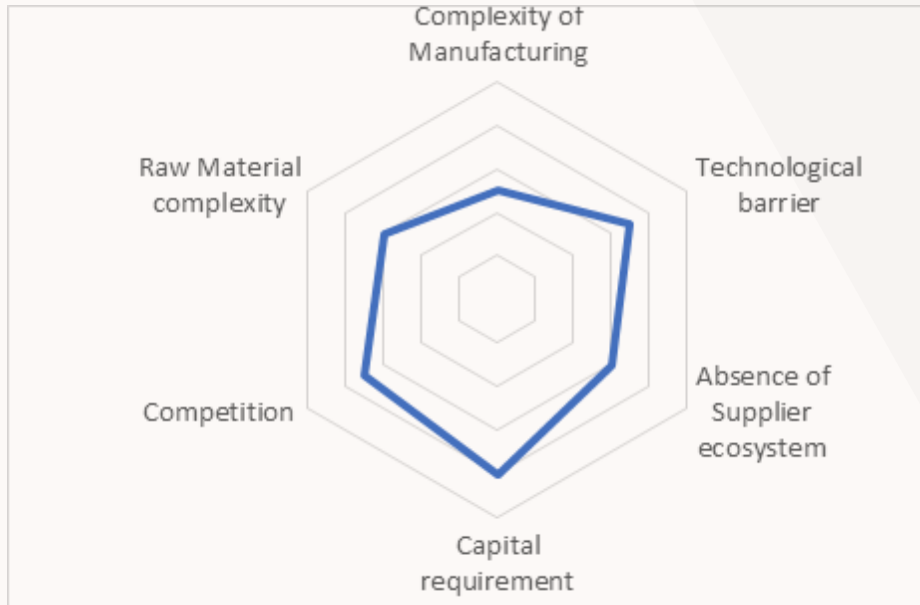 Complexity of
Manufacturing
Technological
barrier
Absence of
Supplier
ecosystem
Capital
requirement
Competition
Raw Material
complexity